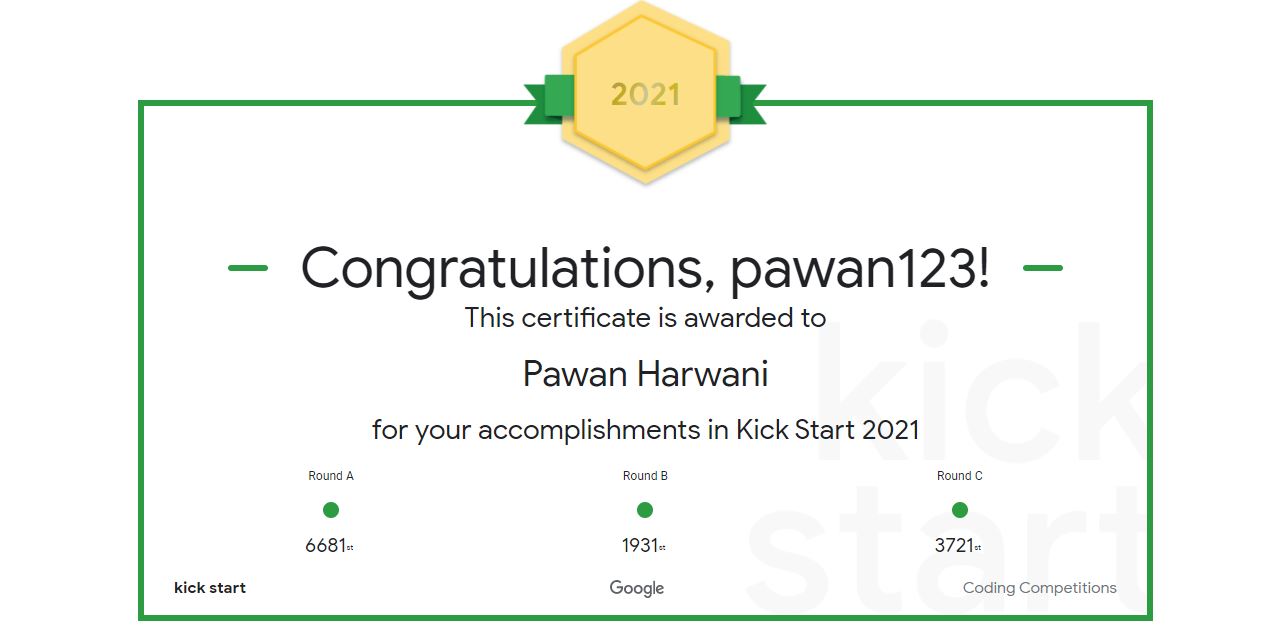 2021
Congratulations, pawan123!
This certificate is awarded to
Pawan Harwani
for your accomplishments in Kick Start 2021
kick
start
Round A Round B Round C
6681st 1931st 3721st
kick start Google Coding Competitions